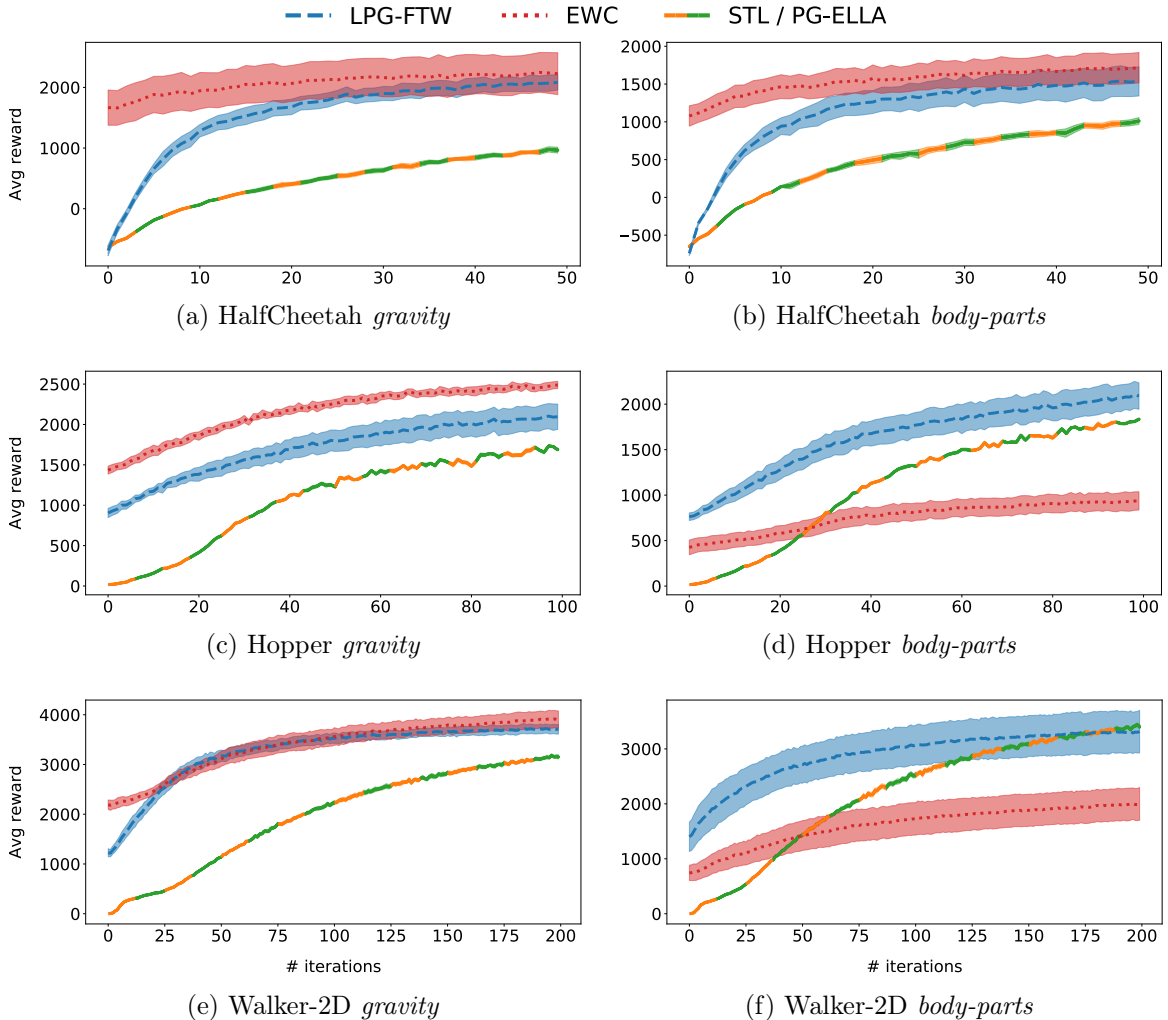 LPG-FTW EWC STL / PG-ELLA
2000
1000
0
Avg reward
0 10 20 30 40 50
(a) HalfCheetah gravity
2000
1500
1000
500
0
−500
0 10 20 30 40 50
(b) HalfCheetah body-parts
2500
2000
1500
1000
500
0
Avg reward
0 20 40 60 80 100
(c) Hopper gravity
2000
1500
1000
500
0
0 20 40 60 80 100
(d) Hopper body-parts
4000
3000
2000
1000
0
Avg reward
0 25 50 75 100 125 150 175 200
# iterations
(e) Walker-2D gravity
3000
2000
1000
0
0 25 50 75 100 125 150 175 200
# iterations
(f) Walker-2D body-parts